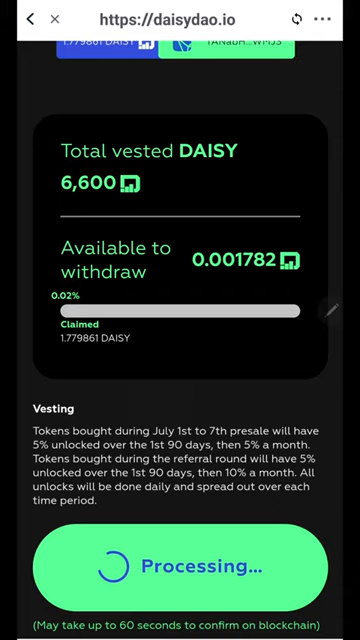 https://daisydao.io
1.779861 DAISY
Total vested DAISY
6,600
Available to
withdraw
0.001782
0.02%
Claimed
1.779861 DAISY
Vesting
Tokens bought during July 1st to 7th presale will have
5% unlocked over the 1st 90 days, then 5% a month.
Tokens bought during the referral round will have 5%
unlocked over the 1st 90 days, then 10% a month. All
unlocks will be done daily and spread out over each
time period.
Processing...
(May take up to 60 seconds to confirm on blockchain)